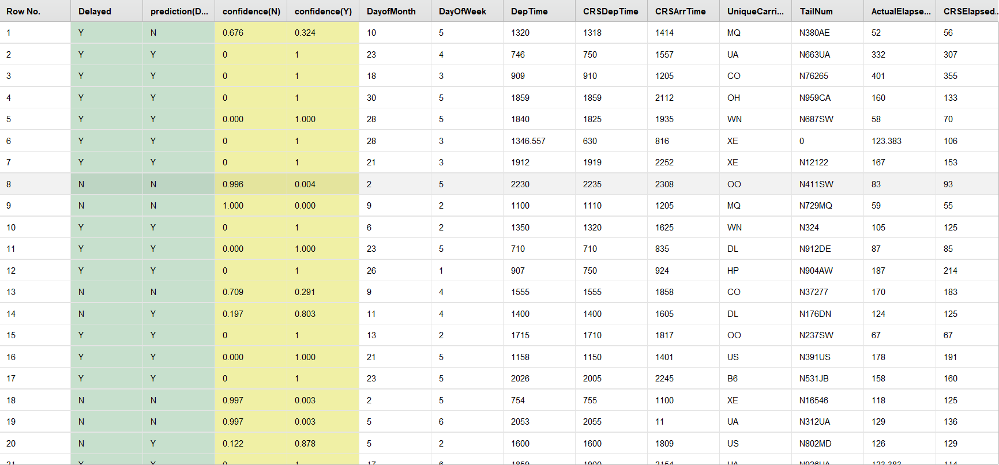 Row No. Delayed prediction(D... confidence(N) confidence(Y) DayofMonth DayOfWeek DepTime CRSDepTime CRSArrTime UniqueCarri... TailNum ActualElapse... CRSElapsed...
1 Y N 0.676 0.324 10 5 1320 1318 1414 MQ N380AE 52 56
2 Y Y 0 1 23 4 746 750 1557 UA N663UA 332 307
3 Y Y 0 1 18 3 909 910 1205 CO N76265 401 355
4 Y Y 0 1 30 5 1859 1859 2112 OH N959CA 160 133
5 Y Y 0.000 1.000 28 5 1840 1825 1935 WN N687SW 58 70
6 Y Y 0 1 28 3 1346.557 630 816 XE 0 123.383 106
7 Y Y 0 1 21 3 1912 1919 2252 XE N12122 167 153
8 N N 0.996 0.004 2 5 2230 2235 2308 OO N411SW 83 93
9 N N 1.000 0.000 9 2 1100 1110 1205 MQ N729MQ 59 55
10 Y Y 0 1 6 2 1350 1320 1625 WN N324 105 125
11 Y Y 0.000 1.000 23 5 710 710 835 DL N912DE 87 85
12 Y Y 0 1 26 1 907 750 924 HP N904AW 187 214
13 N N 0.709 0.291 9 4 1555 1555 1858 CO N37277 170 183
14 N Y 0.197 0.803 11 4 1400 1400 1605 DL N176DN 124 125
15 Y Y 0 1 13 2 1715 1710 1817 OO N237SW 67 67
16 Y Y 0.000 1.000 21 5 1158 1150 1401 US N391US 178 191
17 Y Y 0 1 23 5 2026 2005 2245 B6 N531JB 158 160
18 N N 0.997 0.003 2 5 754 755 1100 XE N16546 118 125
19 N N 0.997 0.003 5 6 2053 2055 11 UA N312UA 129 136
20 N Y 0.122 0.878 5 2 1600 1600 1809 US N802MD 126 129
21 Y Y 0 1 17 6 1859 1900 2154 UA N926UA 123.383 114